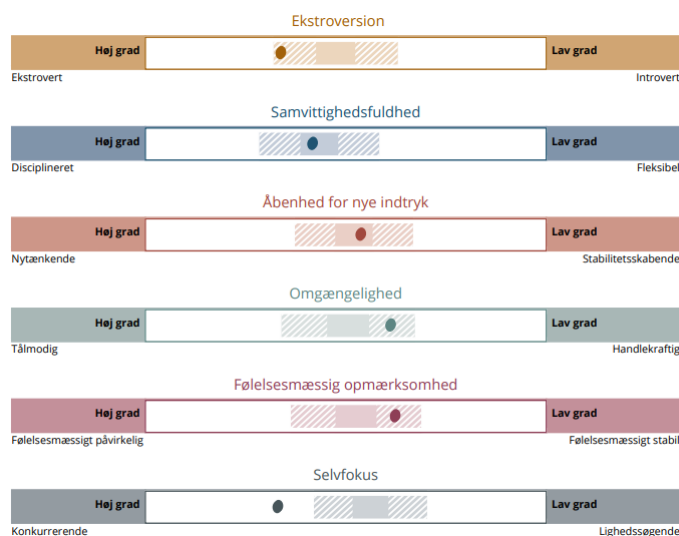 Ekstroversion
Høj grad Lav grad
Ekstrovert Introvert
Samvittighedsfuldhed
Høj grad Lav grad
Disciplineret Fleksibel
Åbenhed for nye indtryk
Høj grad Lav grad
Nytænkende Stabilitetsskabende
Omgængelighed
Høj grad Lav grad
Tålmodig Handlekraftig
Følelsesmæssig opmærksomhed
Høj grad Lav grad
Følelsesmæssigt påvirkelig Følelsesmæssigt stabil
Selvfokus
Høj grad Lav grad
Konkurrerende Lighedssøgende